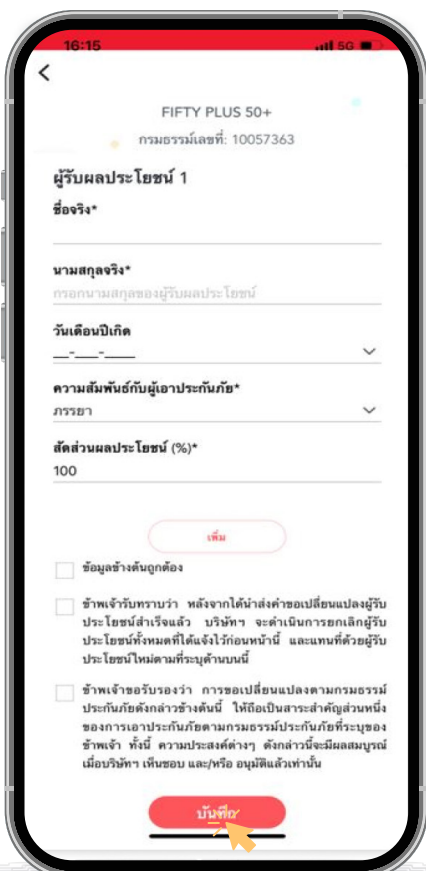 16:15
5G
FIFTY PLUS 50+
กรมธรรม์เลขที่: 10057363
ผู้รับผลประโยชน์ 1
ชื่อจริง*
นามสกุลจริง*
กรอกนามสกุลของผู้รับผลประโยชน์
วันเดือนปีเกิด
__-___-____
ความสัมพันธ์กับผู้เอาประกันภัย*
ภรรยา
สัดส่วนผลประโยชน์ (%)*
100
เพิ่ม
ข้อมูลข้างต้นถูกต้อง
ข้าพเจ้ารับทราบว่า หลังจากได้นำส่งคำขอเปลี่ยนแปลงผู้รับ
ประโยชน์สำเร็จแล้ว บริษัทฯ จะดำเนินการยกเลิกผู้รับ
ประโยชน์ทั้งหมดที่ได้แจ้งไว้ก่อนหน้านี้ และแทนที่ด้วยผู้รับ
ประโยชน์ใหม่ตามที่ระบุด้านบนนี้
ข้าพเจ้าขอรับรองว่า การขอเปลี่ยนแปลงตามกรมธรรม์
ประกันภัยดังกล่าวข้างต้นนี้ ให้ถือเป็นสาระสำคัญส่วนหนึ่ง
ของการเอาประกันภัยตามกรมธรรม์ประกันภัยที่ระบุของ
ข้าพเจ้า ทั้งนี้ ความประสงค์ต่างๆ ดังกล่าวนี้จะมีผลสมบูรณ์
เมื่อบริษัทฯ เห็นชอบ และ/หรือ อนุมัติแล้วเท่านั้น
บันทึก